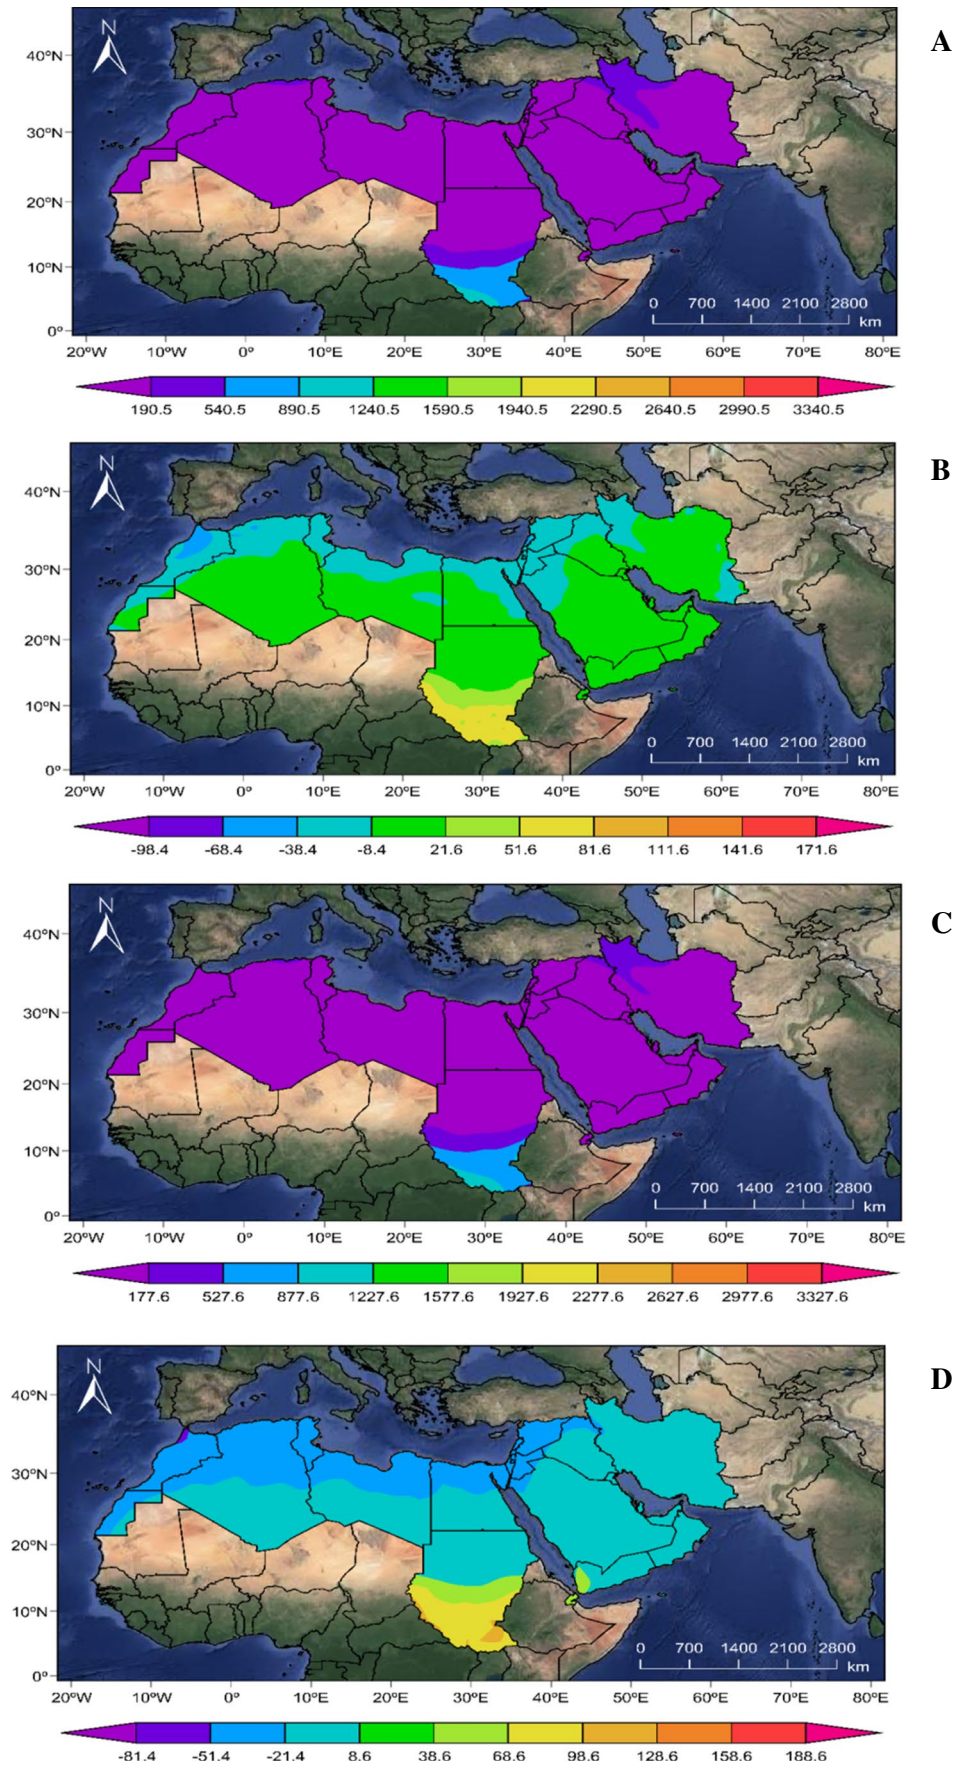 A
N
40°N
30°N
20°N
10°N
0°
0 700 1400 2100 2800
km
20°W 10°W 0° 10°E 20°E 30°E 40°E 50°E 60°E 70°E 80°E
190.5 540.5 890.5 1240.5 1590.5 1940.5 2290.5 2640.5 2990.5 3340.5
B
N
40°N
30°N
20°N
10°N
0°
0 700 1400 2100 2800
km
20°W 10°W 0° 10°E 20°E 30°E 40°E 50°E 60°E 70°E 80°E
-98.4 -68.4 -38.4 -8.4 21.6 51.6 81.6 111.6 141.6 171.6
C
N
40°N
30°N
20°N
10°N
0°
0 700 1400 2100 2800
km
20°W 10°W 0° 10°E 20°E 30°E 40°E 50°E 60°E 70°E 80°E
177.6 527.6 877.6 1227.6 1577.6 1927.6 2277.6 2627.6 2977.6 3327.6
D
N
40°N
30°N
20°N
10°N
0°
0 700 1400 2100 2800
km
20°W 10°W 0° 10°E 20°E 30°E 40°E 50°E 60°E 70°E 80°E
-81.4 -51.4 -21.4 8.6 38.6 68.6 98.6 128.6 158.6 188.6